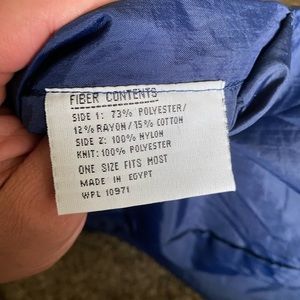 FIBER CONTENTS
SIDE 1: 73% POLYESTER/
12% RAYON/15% COTTON
SIDE 2: 100% NYLON
KNIT: 100% POLYESTER
ONE SIZE FITS MOST
MADE IN EGYPT
WPL 10971